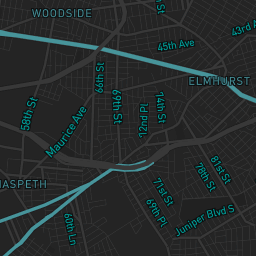 WOODSIDE
St
43rd A
45th Ave
66th St
ELMHURST
58th St
Maurice Ave
69th St
72nd Pl
74th St
ASPETH
81st St
78th St
71st St
69th Pl
60th Ln
Juniper Blvd S